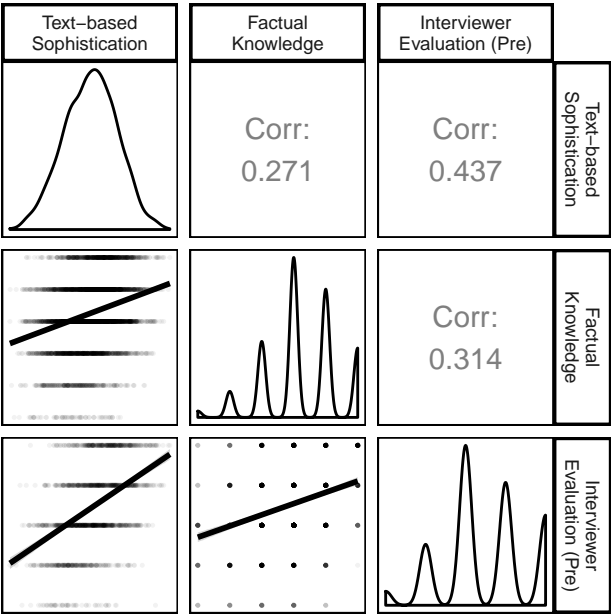 Text−based
Sophistication
Factual
Knowledge
Interviewer
Evaluation (Pre)
Corr:
0.271
Corr:
0.437
Text−based
Sophistication
Corr:
0.314
Factual
Knowledge
Interviewer
Evaluation (Pre)